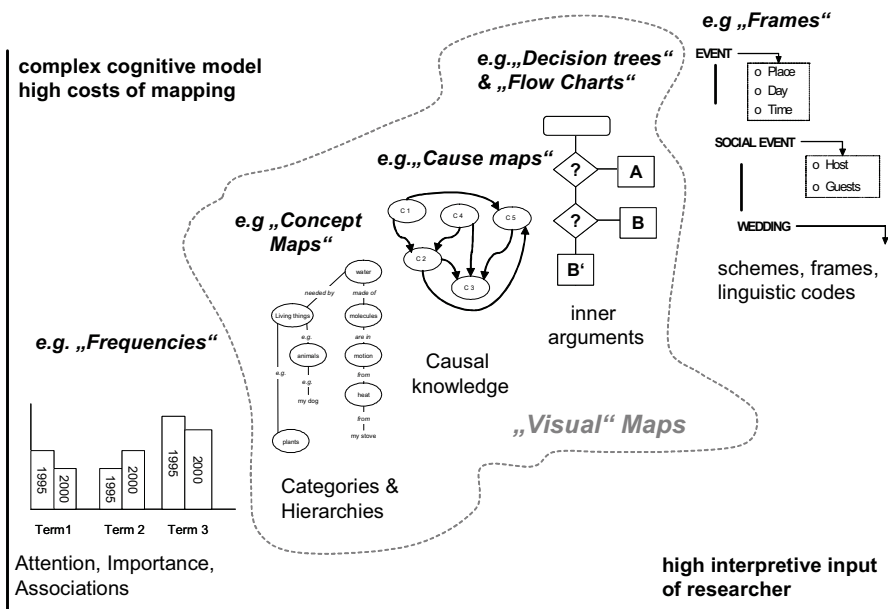 complex cognitive model
high costs of mapping
e.g. „Frequencies“
1995
2000
1995
2000
1995
2000
Term1
Term 2
Term 3
Attention, Importance,
Associations
e.g „Concept
Maps“
water
needed by
made of
Living things
molecules
e.g.
are in
animals
motion
e.g.
e.g.
from
my dog
heat
from
plants
my stove
Categories &
Hierarchies
e.g.„Cause maps“
C 1
C 4
C 5
C 2
C 3
Causal
knowledge
e.g.„Decision trees“
& „Flow Charts“
?
A
?
B
B‘
inner
arguments
„Visual“ Maps
e.g „Frames“
EVENT
o Place
o Day
o Time
SOCIAL EVENT
o Host
o Guests
WEDDING
schemes, frames,
linguistic codes
high interpretive input
of researcher